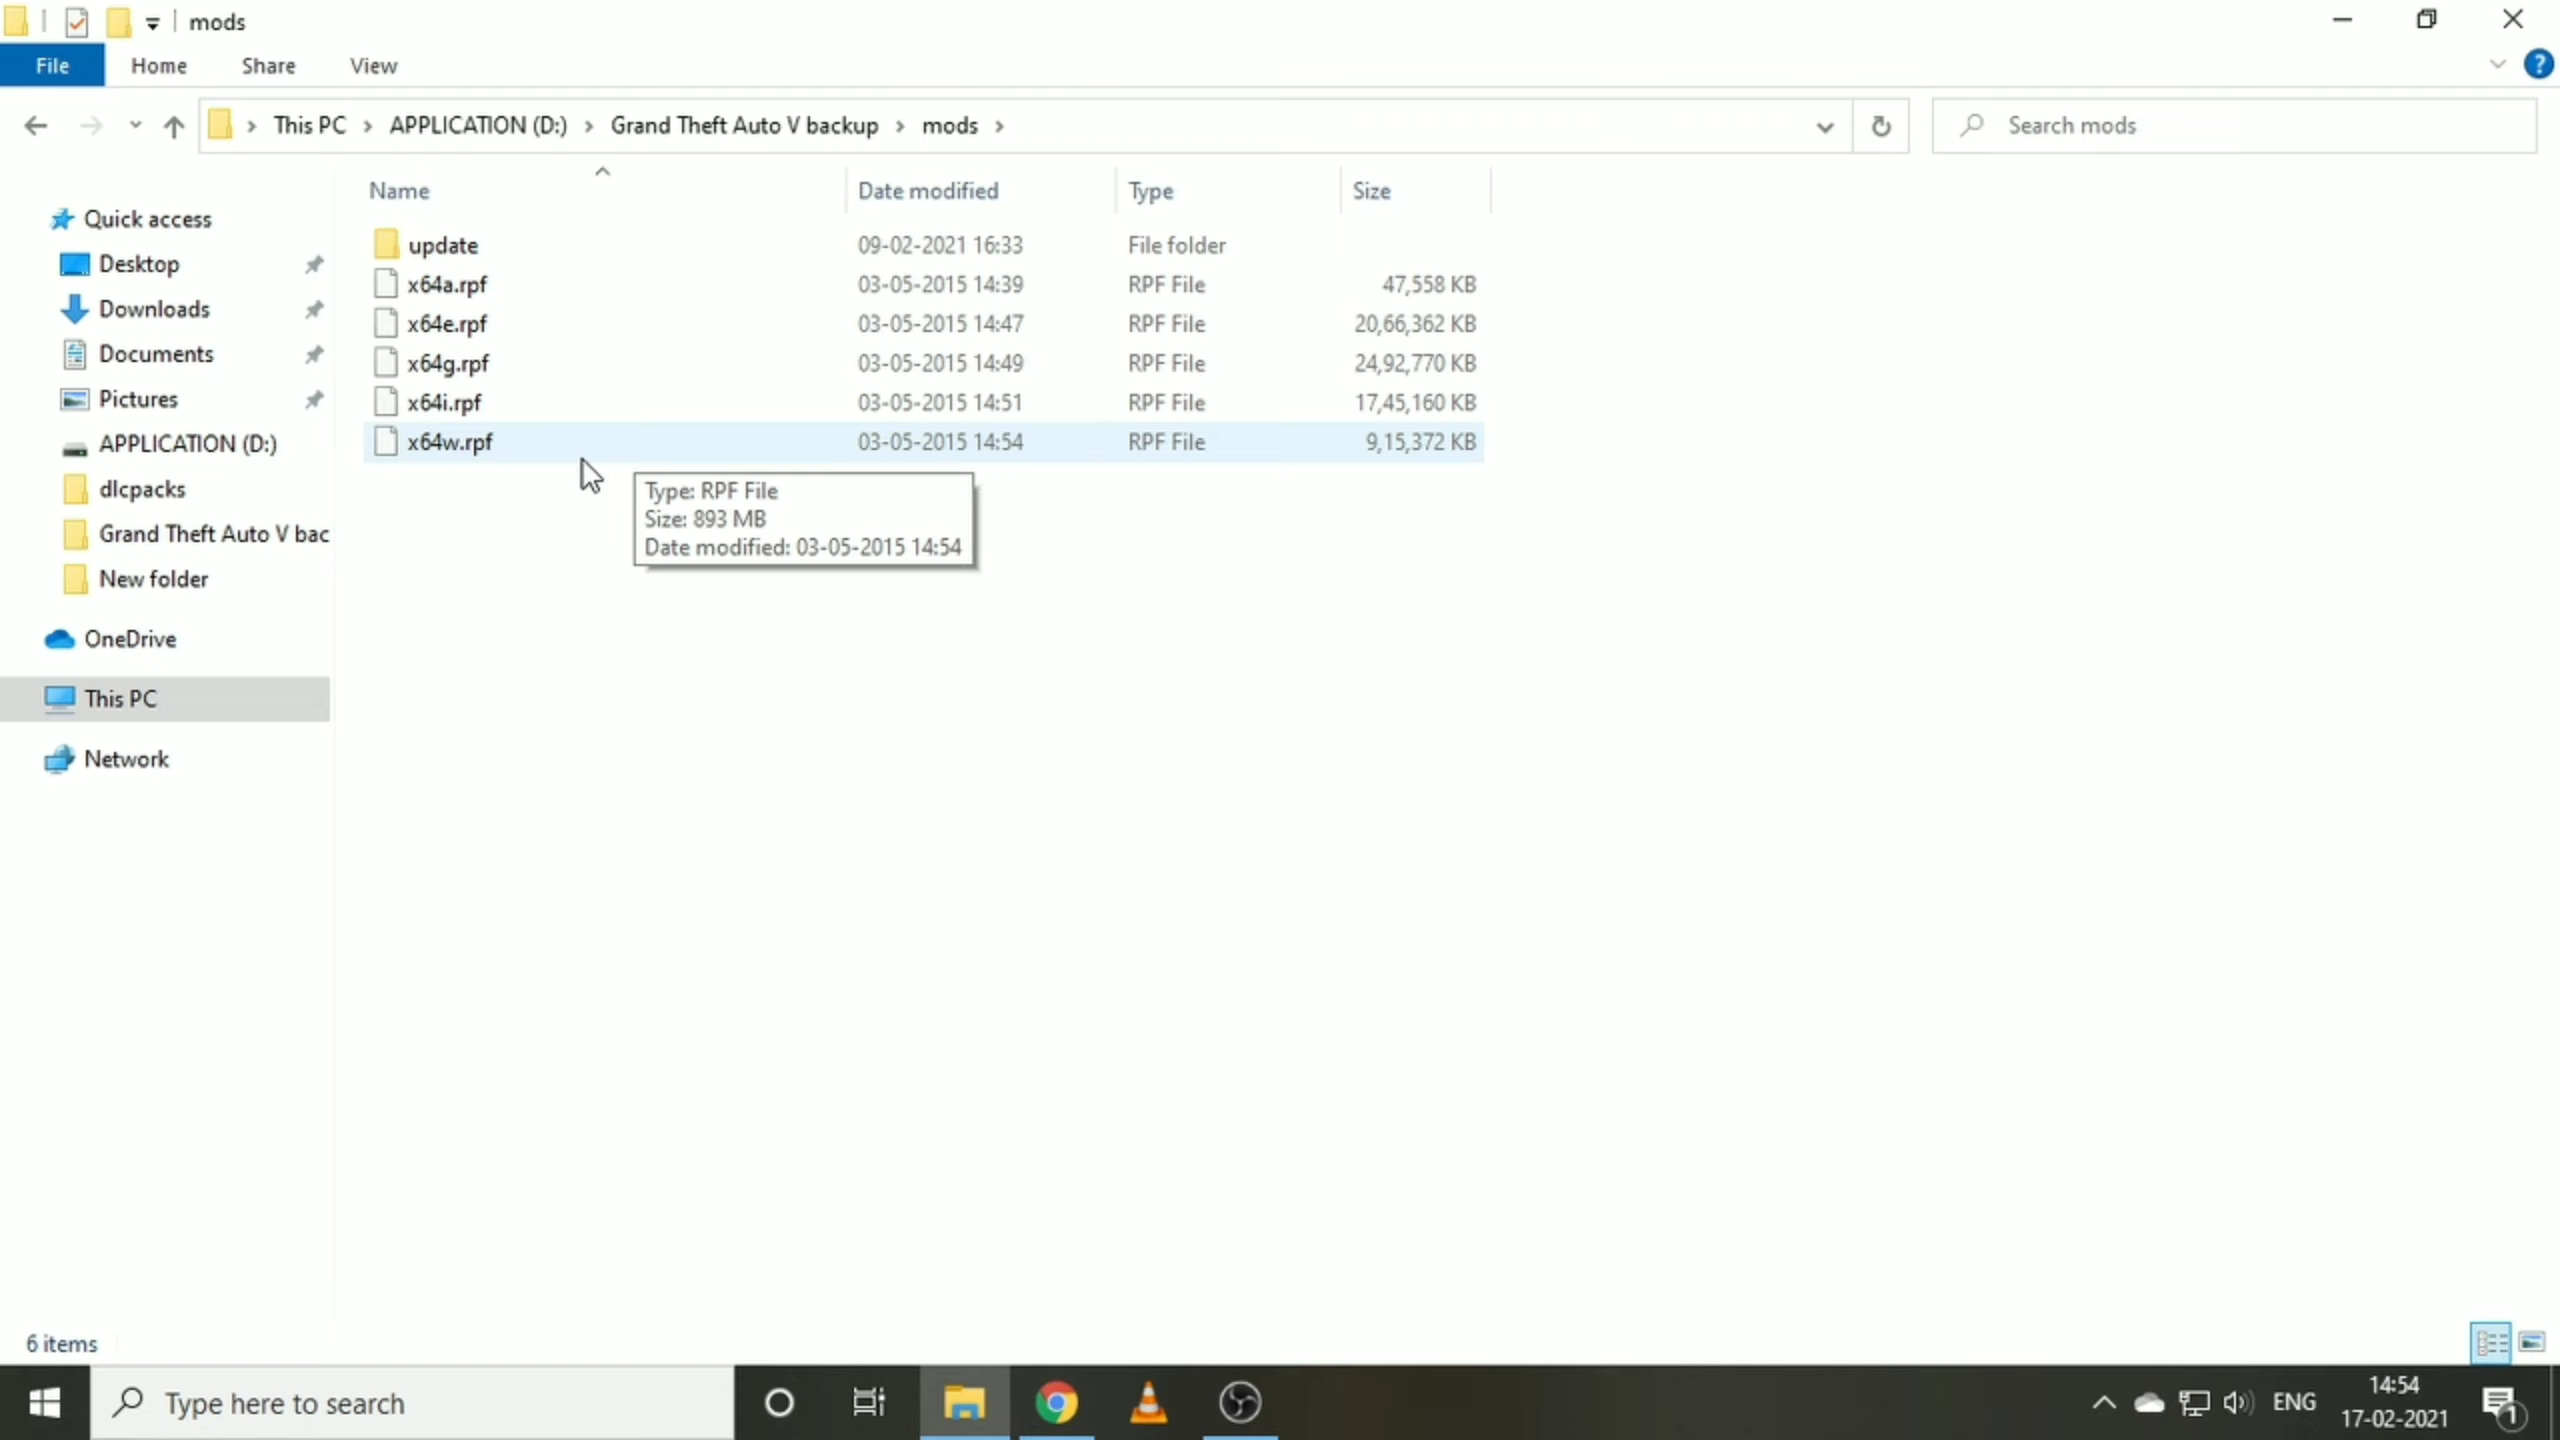 mods
File Home Share View
This PC APPLICATION (D:) Grand Theft Auto V backup mods
Search mods
Name Date modified Type Size
update 09-02-2021 16:33 File folder
x64a.rpf 03-05-2015 14:39 RPF File 47,558 KB
x64e.rpf 03-05-2015 14:47 RPF File 20,66,362 KB
x64g.rpf 03-05-2015 14:49 RPF File 24,92,770 KB
x64i.rpf 03-05-2015 14:51 RPF File 17,45,160 KB
x64w.rpf 03-05-2015 14:54 RPF File 9,15,372 KB
Type: RPF File
Size: 893 MB
Date modified: 03-05-2015 14:54
Quick access
Desktop
Downloads
Documents
Pictures
APPLICATION (D:)
dlcpacks
Grand Theft Auto V bac
New folder
OneDrive
This PC
Network
6 items
Type here to search
ENG
14:54
17-02-2021
1